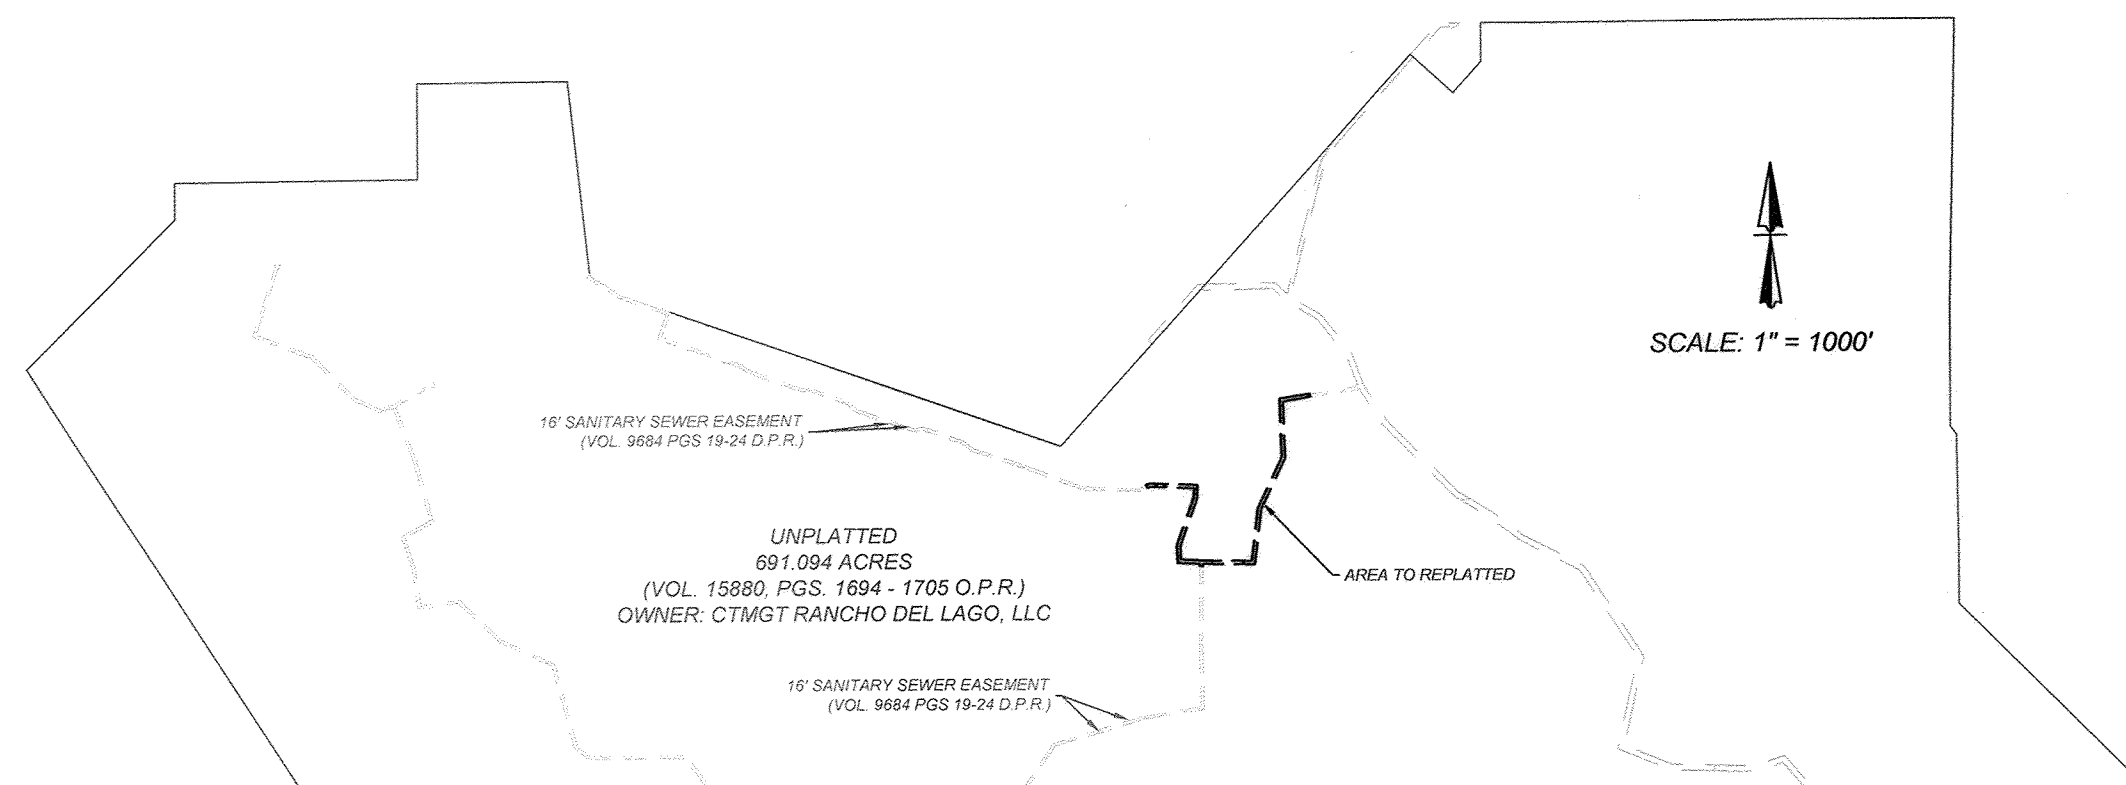 SCALE: 1" = 1000'
16' SANITARY SEWER EASEMENT
(VOL. 9684 PGS 19-24 D.P.R.)
UNPLATTED
691.094 ACRES
(VOL. 15880, PGS. 1694 - 1705 O.P.R.)
OWNER: CTMGT RANCHO DEL LAGO, LLC
AREA TO REPLATTED
16' SANITARY SEWER EASEMENT
(VOL. 9684 PGS 19-24 D.P.R.)